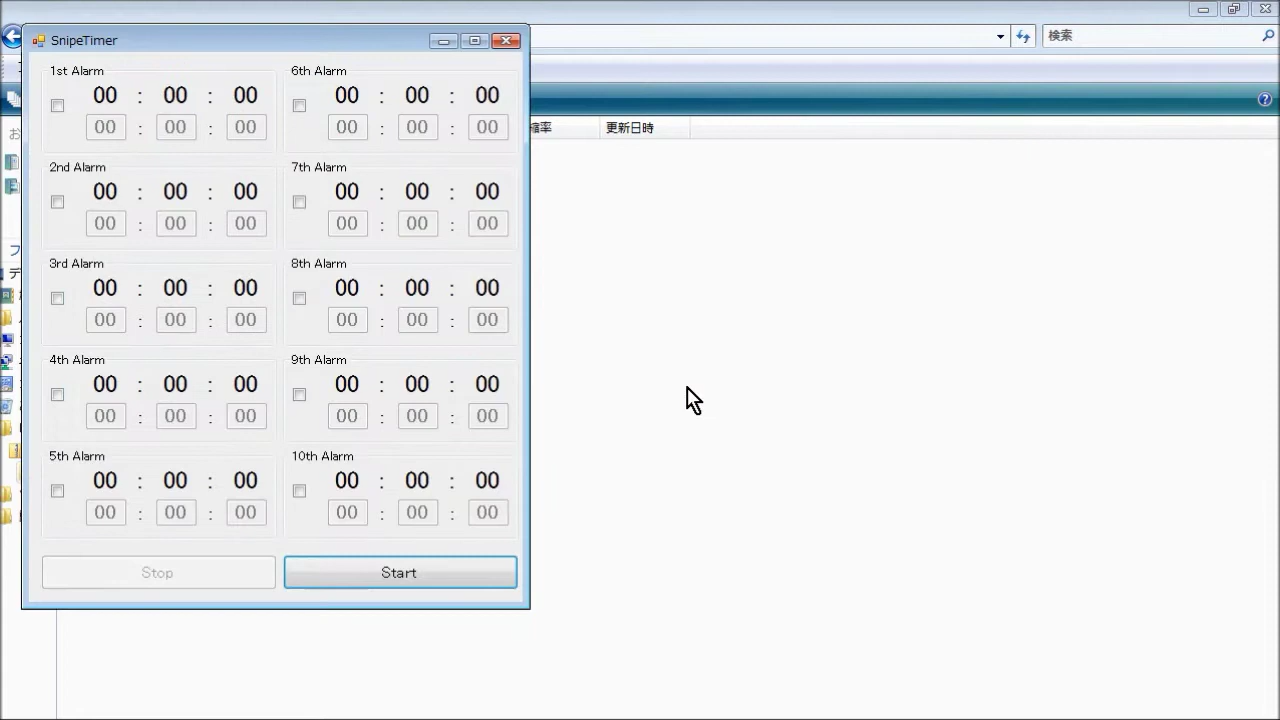 SnipeTimer
検索
縮率
更新日時
1st Alarm
00 : 00 : 00
00 : 00 : 00
6th Alarm
00 : 00 : 00
00 : 00 : 00
2nd Alarm
00 : 00 : 00
00 : 00 : 00
7th Alarm
00 : 00 : 00
00 : 00 : 00
3rd Alarm
00 : 00 : 00
00 : 00 : 00
8th Alarm
00 : 00 : 00
00 : 00 : 00
4th Alarm
00 : 00 : 00
00 : 00 : 00
9th Alarm
00 : 00 : 00
00 : 00 : 00
5th Alarm
00 : 00 : 00
00 : 00 : 00
10th Alarm
00 : 00 : 00
00 : 00 : 00
Stop
Start